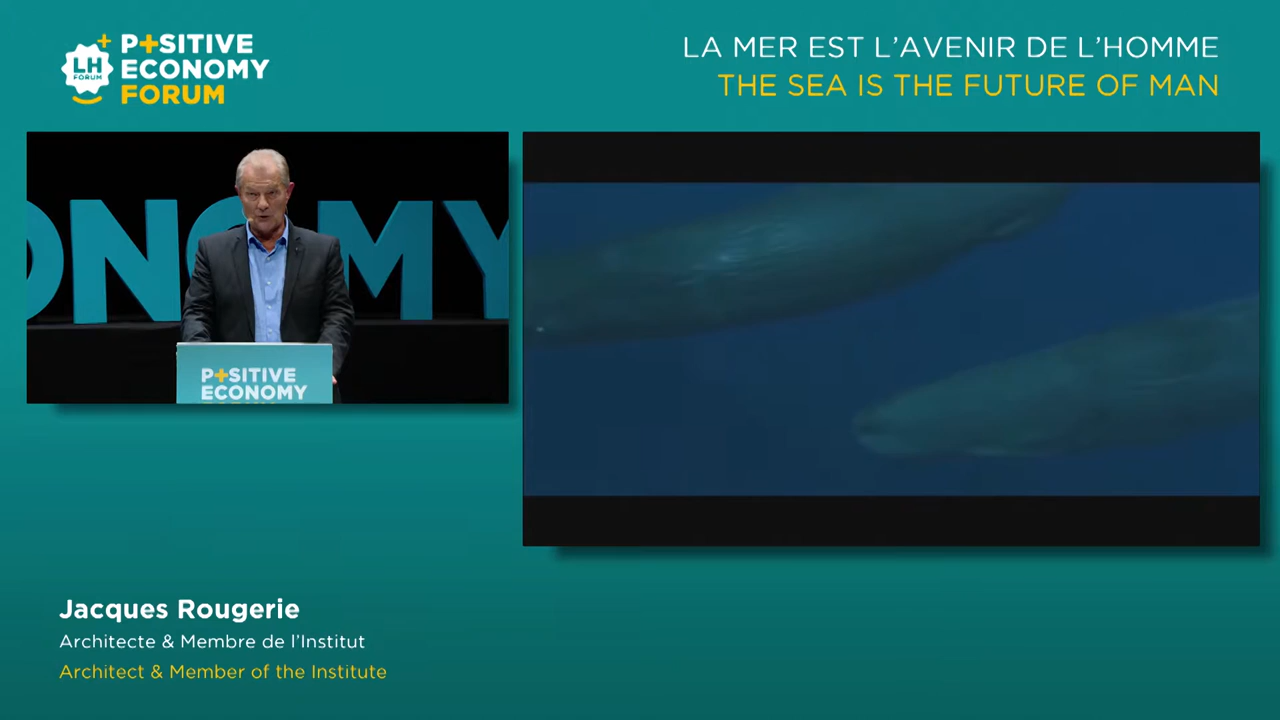 P+SITIVE
ECONOMY
FORUM
LH
FORUM
LA MER EST L'AVENIR DE L'HOMME
THE SEA IS THE FUTURE OF MAN
ONOMY
P+SITIVE
ECONOMY
Jacques Rougerie
Architecte & Membre de l'Institut
Architect & Member of the Institute